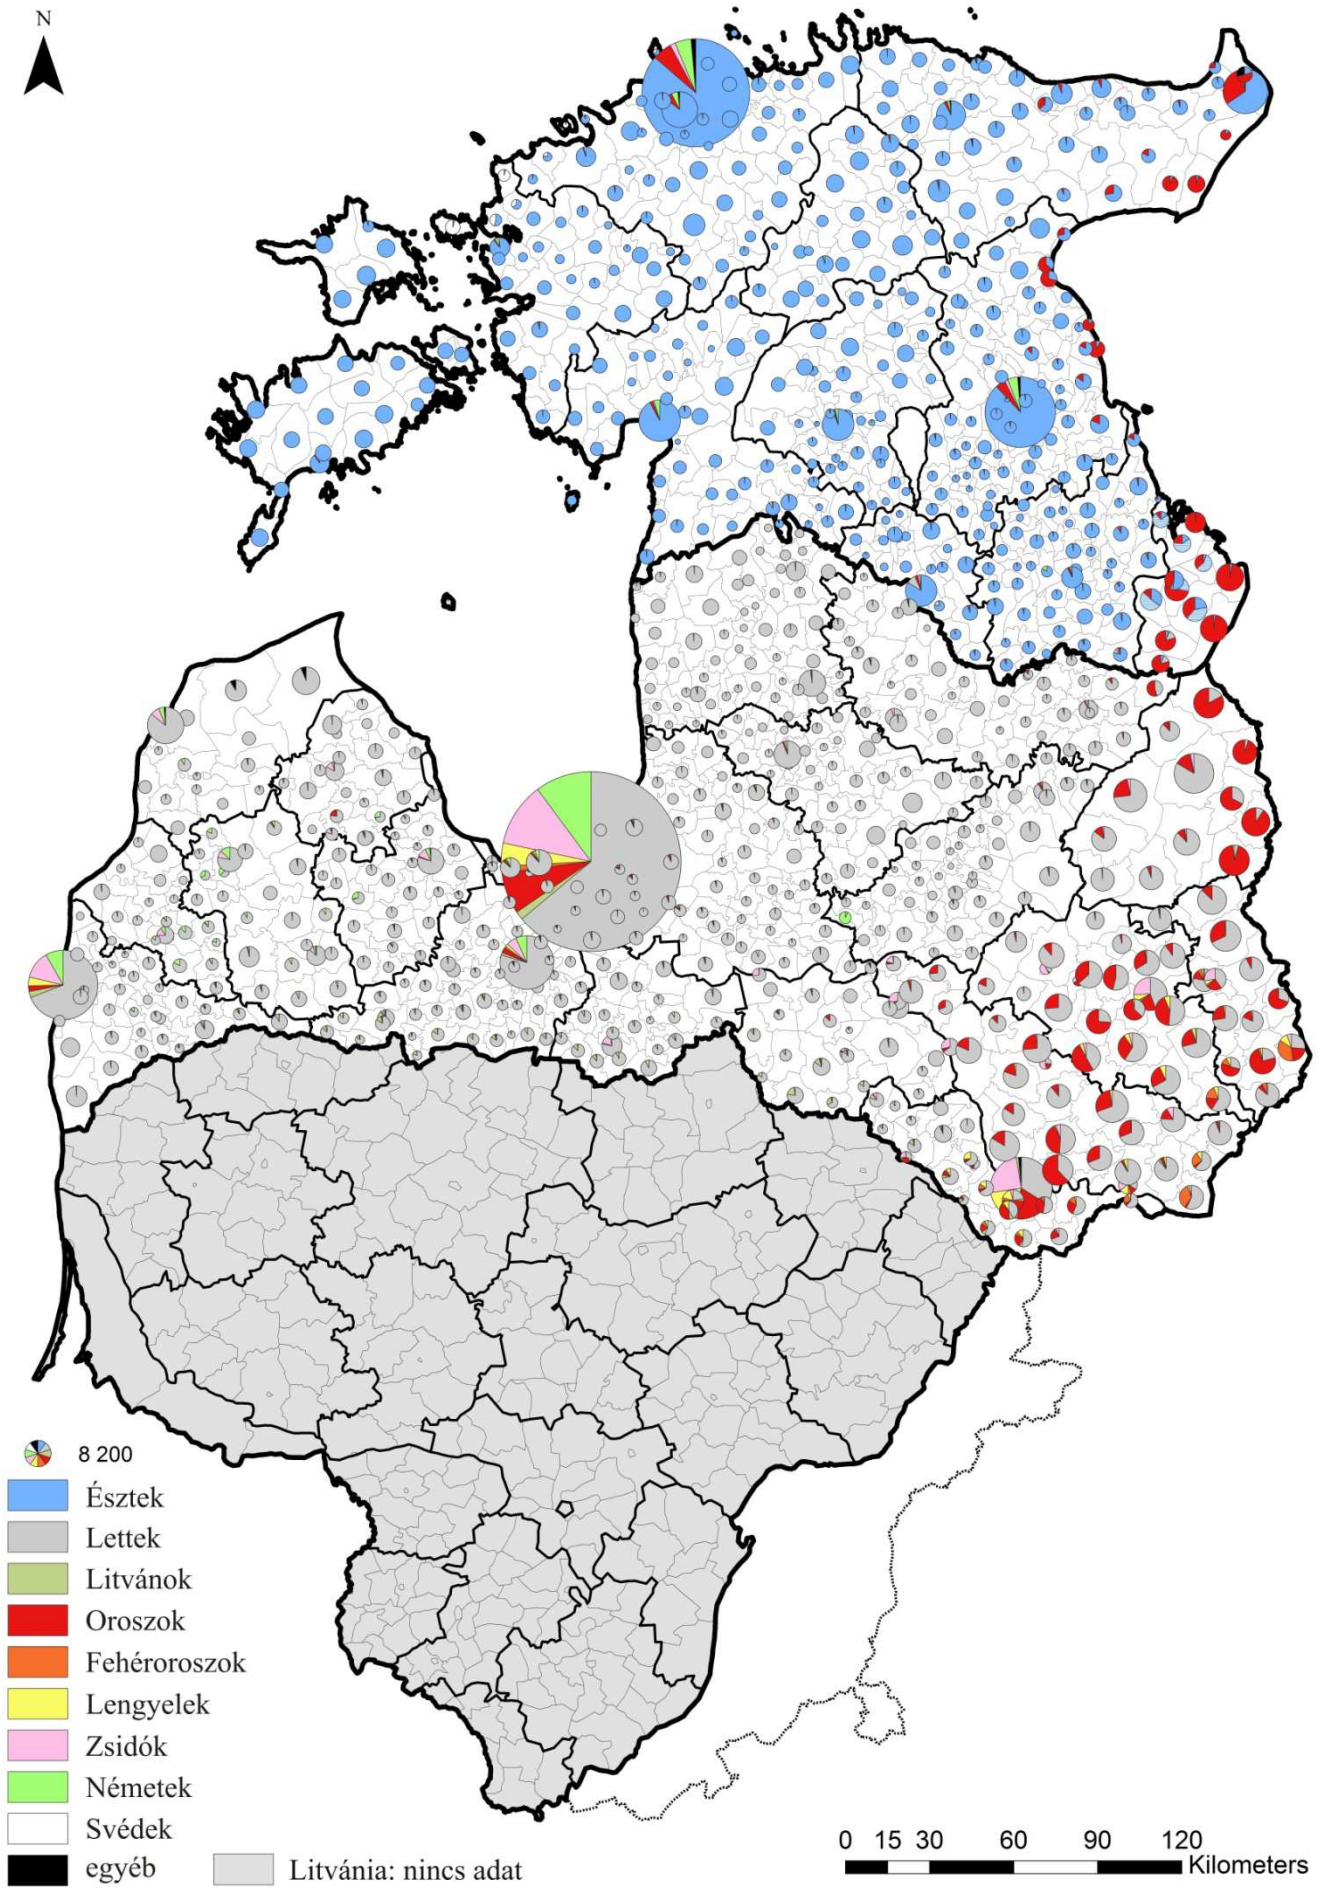 N
8 200
Észtek
Lettek
Litvánok
Oroszok
Fehéroroszok
Lengyelek
Zsidók
Németek
Svédek
egyéb
Litvánia: nincs adat
0 15 30 60 90 120
Kilometers